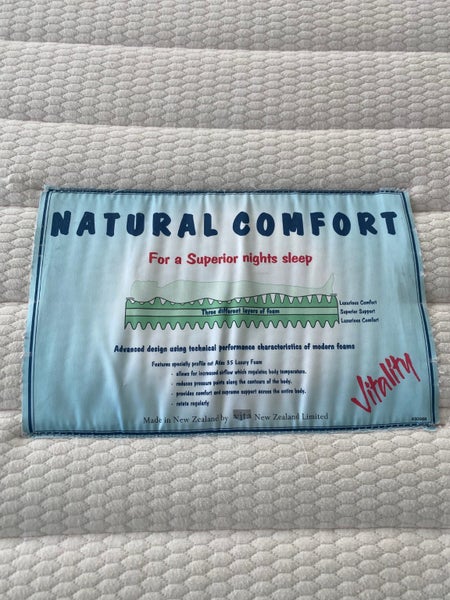 NATURAL COMFORT
For a Superior nights sleep
Luxurious Comfort
Three different layers of foam
Superior Support
Luxurious Comfort
Advanced design using technical performance characteristics of modern foams
Features specially profile cut Atec 35 Luxury Foam
- allows for increased airflow which regulates body temperature.
- reduces pressure points along the contours of the body.
- provides comfort and supreme support across the entire body.
- rotate regularly
Vitality
Made in New Zealand by vita New Zealand Limited